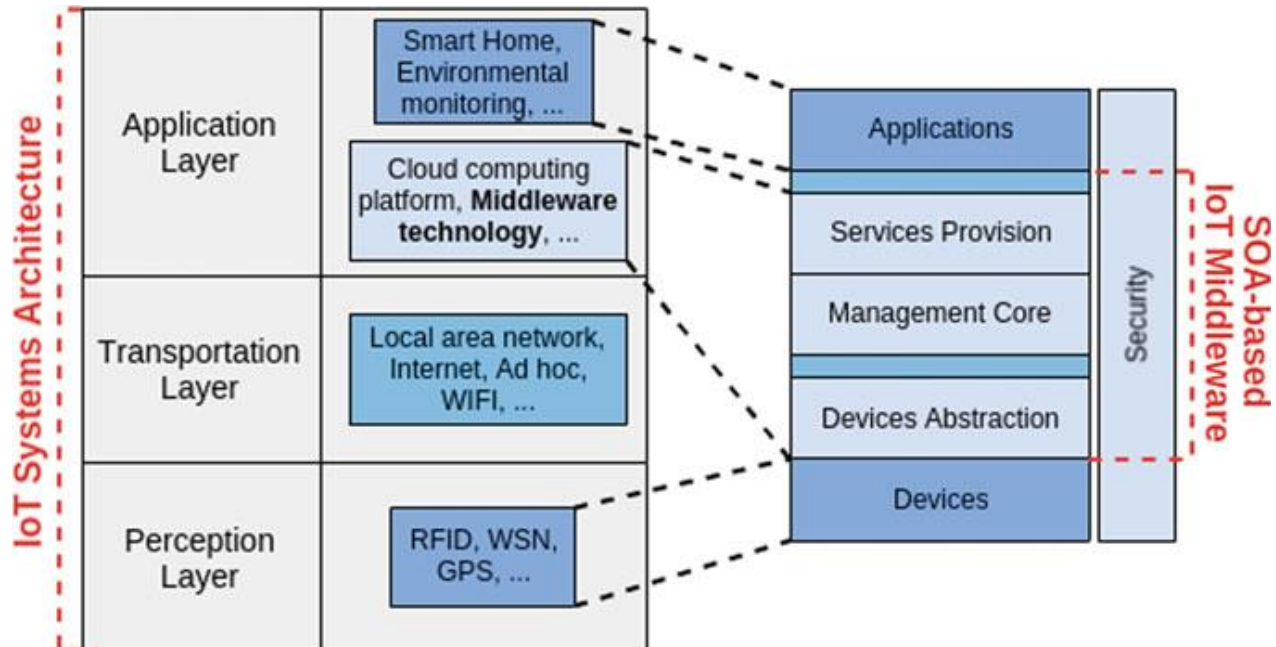 IoT Systems Architecture
Application
Layer
Smart Home,
Environmental
monitoring, ...
Cloud computing
platform, Middleware
technology, ...
Transportation
Layer
Local area network,
Internet, Ad hoc,
WIFI, ...
Perception
Layer
RFID, WSN,
GPS, ...
Applications
Services Provision
Management Core
Devices Abstraction
Devices
Security
SOA-based
IoT Middleware